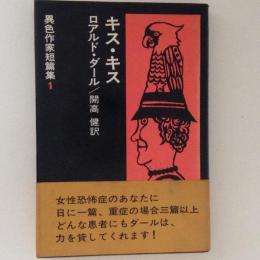 キス・キス
ロアルド・ダール/開高 健訳
異色作家短篇集1
女性恐怖症のあなたに
日に一篇、重症の場合三篇以上
どんな患者にもダールは、
力を貸してくれます!